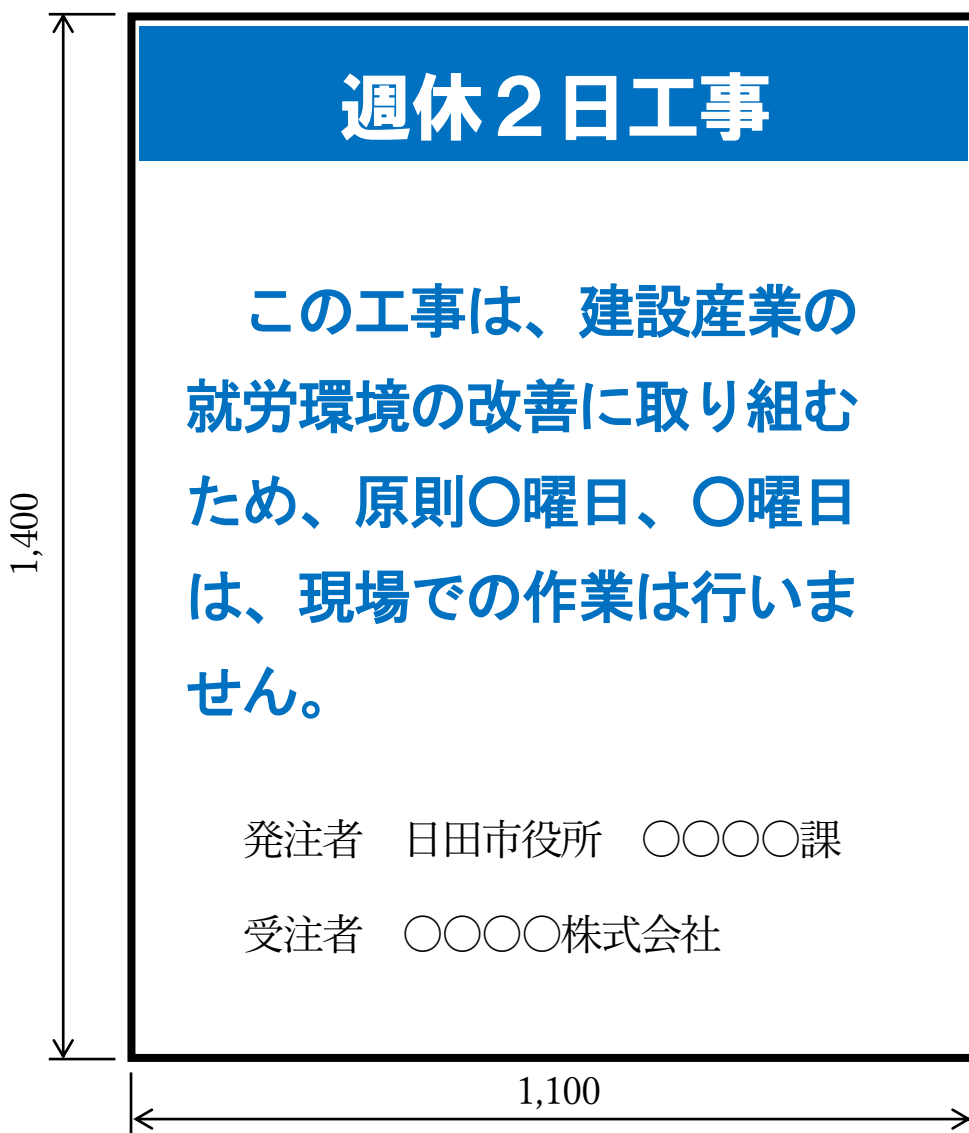 週休２日工事
この工事は、建設産業の
就労環境の改善に取り組む
ため、原則〇曜日、〇曜日
は、現場での作業は行いま
せん。
発注者　日田市役所　〇〇〇〇課
受注者　〇〇〇〇株式会社
1,400
1,100